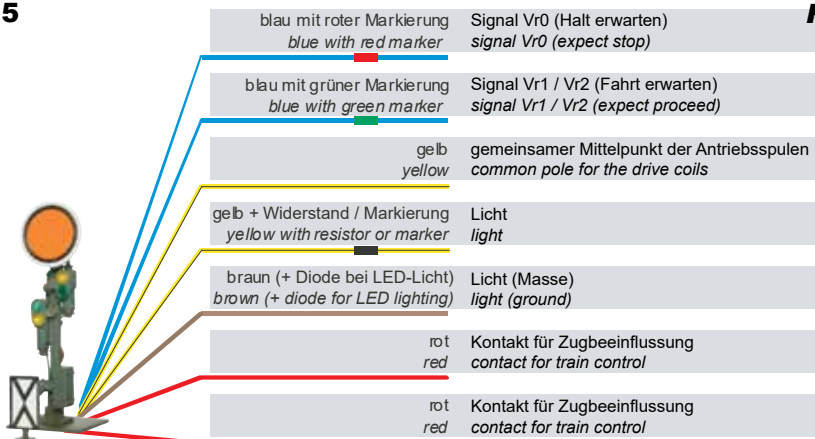 5
blau mit roter Markierung
blue with red marker
Signal Vr0 (Halt erwarten)
signal Vr0 (expect stop)
blau mit grüner Markierung
blue with green marker
Signal Vr1 / Vr2 (Fahrt erwarten)
signal Vr1 / Vr2 (expect proceed)
gelb
yellow
gemeinsamer Mittelpunkt der Antriebsspulen
common pole for the drive coils
gelb + Widerstand / Markierung
yellow with resistor or marker
Licht
light
braun (+ Diode bei LED-Licht)
brown (+ diode for LED lighting)
Licht (Masse)
light (ground)
rot
red
Kontakt für Zugbeeinflussung
contact for train control
rot
red
Kontakt für Zugbeeinflussung
contact for train control